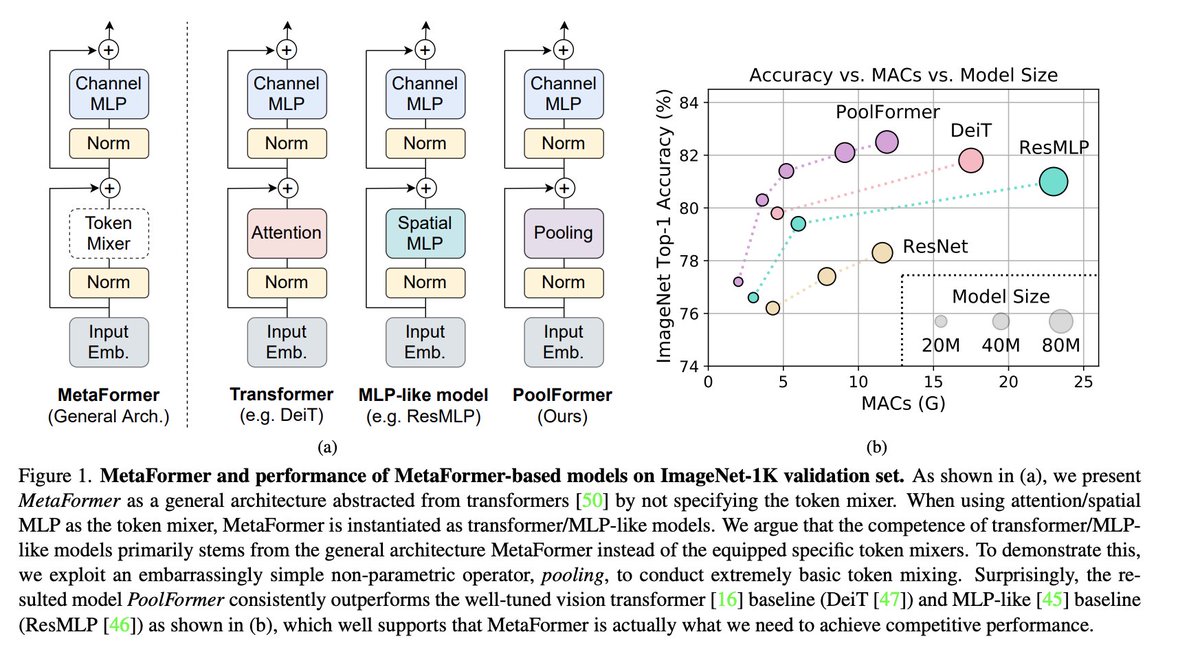 Channel
MLP
Norm
Token
Mixer
Norm
Input
Emb.
MetaFormer
(General Arch.)
Channel
MLP
Norm
Attention
Norm
Input
Emb.
Transformer
(e.g. DeiT)
Channel
MLP
Norm
Spatial
MLP
Norm
Input
Emb.
MLP-like model
(e.g. ResMLP)
Channel
MLP
Norm
Pooling
Norm
Input
Emb.
PoolFormer
(Ours)
(a)
Accuracy vs. MACs vs. Model Size
ImageNet Top-1 Accuracy (%)
84
82
80
78
76
74
PoolFormer
DeiT
ResMLP
ResNet
Model Size
20M 40M 80M
0 5 10 15 20 25
MACs (G)
(b)
Figure 1. MetaFormer and performance of MetaFormer-based models on ImageNet-1K validation set. As shown in (a), we present
MetaFormer as a general architecture abstracted from transformers [50] by not specifying the token mixer. When using attention/spatial
MLP as the token mixer, MetaFormer is instantiated as transformer/MLP-like models. We argue that the competence of transformer/MLP-
like models primarily stems from the general architecture MetaFormer instead of the equipped specific token mixers. To demonstrate this,
we exploit an embarrassingly simple non-parametric operator, pooling, to conduct extremely basic token mixing. Surprisingly, the re-
sulted model PoolFormer consistently outperforms the well-tuned vision transformer [16] baseline (DeiT [47]) and MLP-like [45] baseline
(ResMLP [46]) as shown in (b), which well supports that MetaFormer is actually what we need to achieve competitive performance.